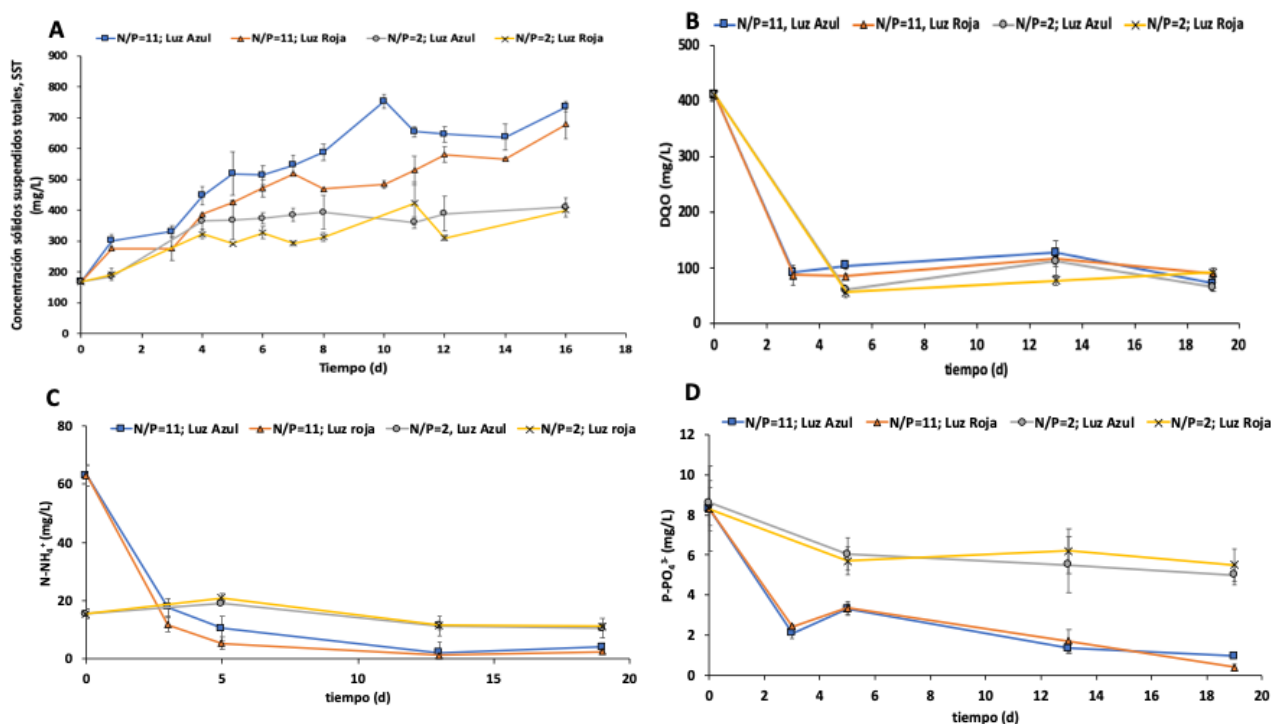 A
N/P=11; Luz Azul N/P=11; Luz Roja N/P=2; Luz Azul N/P=2; Luz Roja
Concentración sólidos suspendidos totales, SST
(mg/L)
900
800
700
600
500
400
300
200
100
0
0 2 4 6 8 10 12 14 16 18
Tiempo (d)
B
N/P=11, Luz Azul N/P=11; Luz Roja N/P=2; Luz Azul N/P=2; Luz Roja
DQO (mg/L)
500
400
300
200
100
0
0 2 4 6 8 10 12 14 16 18 20
tiempo (d)
C
N/P=11; Luz Azul N/P=11; Luz roja N/P=2, Luz Azul N/P=2; Luz roja
N-NH₄⁺ (mg/L)
80
60
40
20
0
0 5 10 15 20
tiempo (d)
D
N/P=11; Luz Azul N/P=11; Luz Roja N/P=2; Luz Azul N/P=2; Luz Roja
P-PO₄³⁻ (mg/L)
12
10
8
6
4
2
0
0 2 4 6 8 10 12 14 16 18 20
tiempo (d)